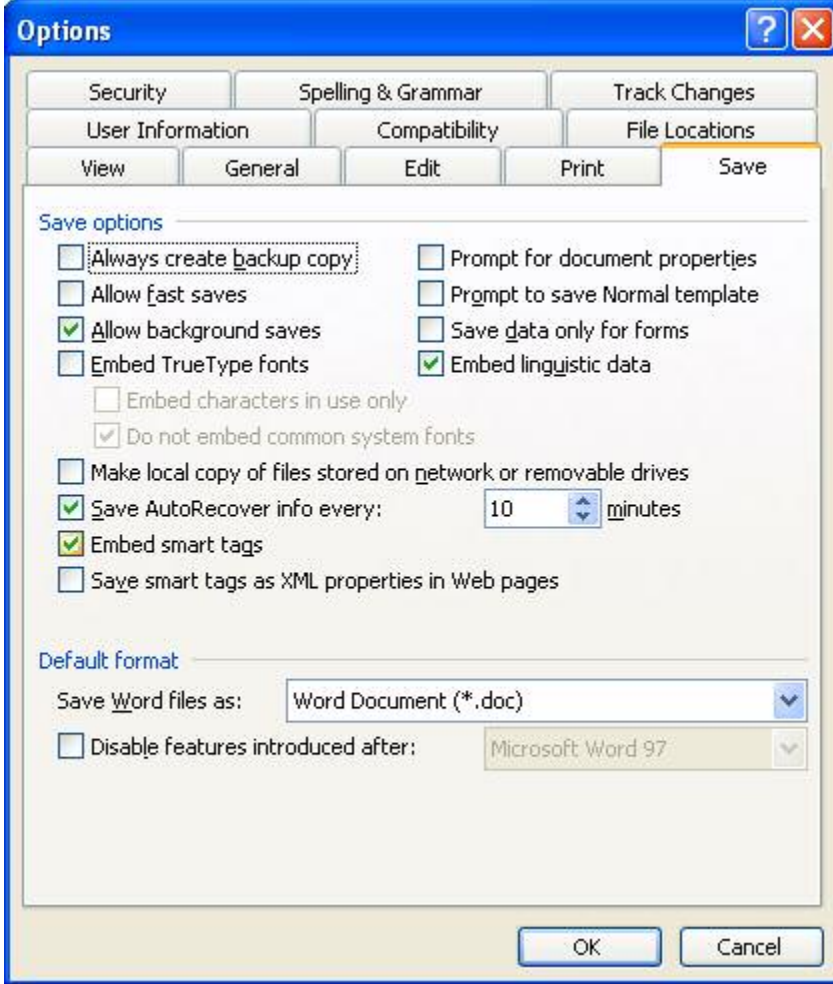 Options
Security Spelling & Grammar Track Changes
User Information Compatibility File Locations
View General Edit Print Save
Save options
Always create backup copy Prompt for document properties
Allow fast saves Prompt to save Normal template
Allow background saves Save data only for forms
Embed TrueType fonts Embed linguistic data
Embed characters in use only
Do not embed common system fonts
Make local copy of files stored on network or removable drives
Save AutoRecover info every: 10 minutes
Embed smart tags
Save smart tags as XML properties in Web pages
Default format
Save Word files as: Word Document (*.doc)
Disable features introduced after: Microsoft Word 97
OK Cancel